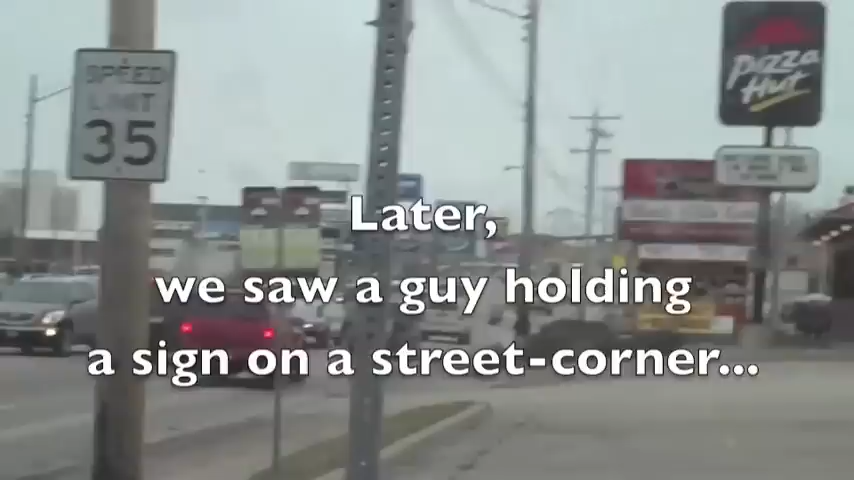 SPEED
LIMIT
35
Pizza
Hut
Later,
we saw a guy holding
a sign on a street-corner...